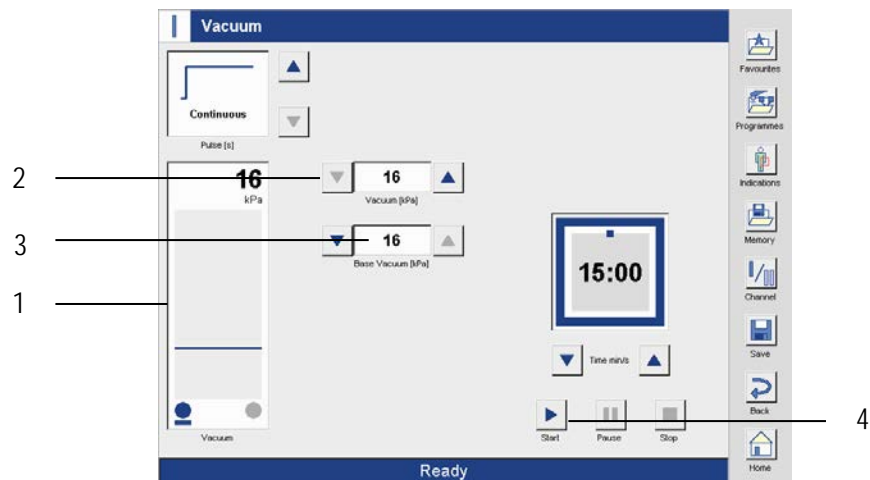 Vacuum
Continuous
Pulse [s]
2
16
kPa
16
Vacuum [kPa]
3
16
Base Vacuum [kPa]
1
15:00
Time min/s
Vacuum
Start
Pause
Stop
4
Ready
Favourites
Programmes
Indications
Memory
Channel
Save
Back
Home